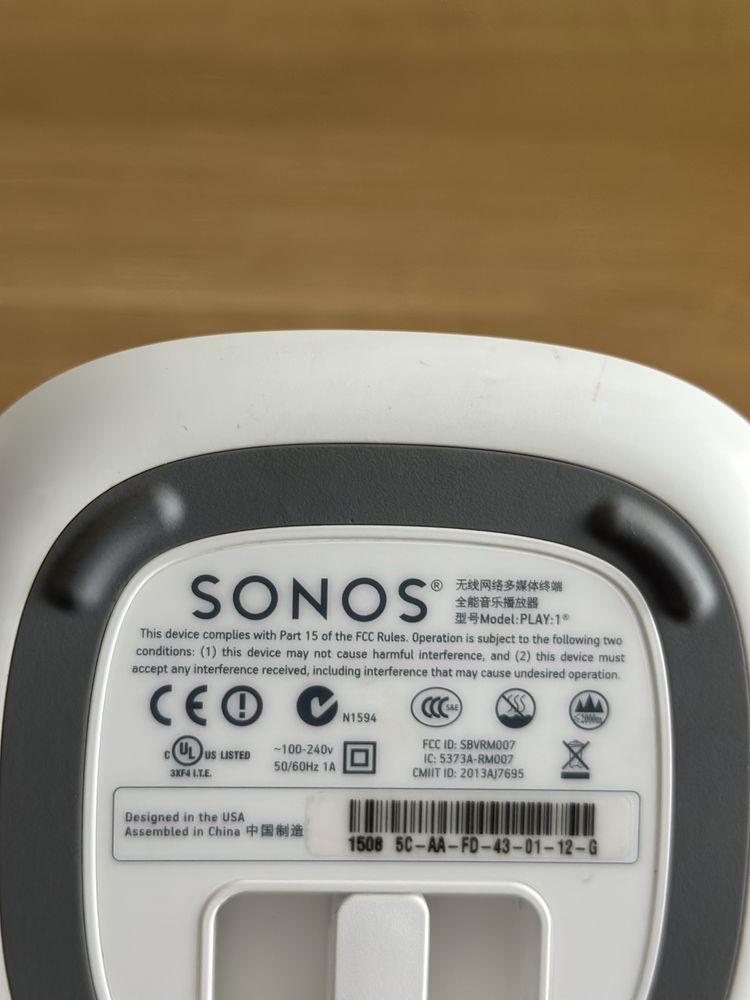 SONOS®
无线网络多媒体终端
全能音乐播放器
型号Model:PLAY:1®
This device complies with Part 15 of the FCC Rules. Operation is subject to the following two
conditions: (1) this device may not cause harmful interference, and (2) this device must
accept any interference received, including interference that may cause undesired operation.
CE
N1594
CCC S&E
≤2000m
C UL US LISTED
3XF4 I.T.E.
~100-240v
50/60Hz 1A
FCC ID: SBVRM007
IC: 5373A-RM007
CMIIT ID: 2013AJ7695
Designed in the USA
Assembled in China 中国制造
1508 5C-AA-FD-43-01-12-G